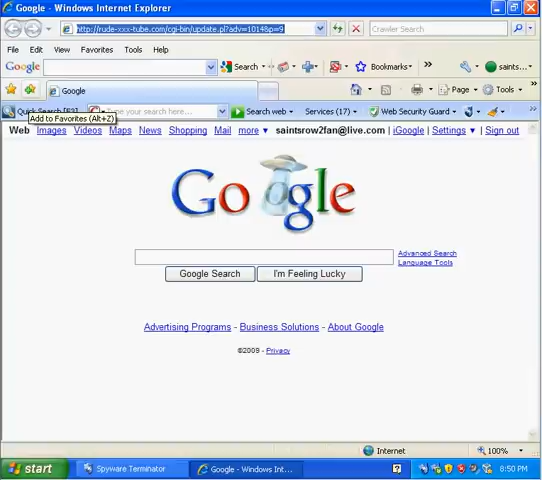 Google - Windows Internet Explorer
http://rude-xxx-tube.com/cgi-bin/update.pl?adv=1014&p=9
Crawler Search
File Edit View Favorites Tools Help
Google Search Bookmarks saints...
Google Page Tools
Quick Search [F3] Type your search here... Search web Services (17) Web Security Guard
Add to Favorites (Alt+Z)
Web Images Videos Maps News Shopping Mail more saintsrow2fan@live.com | iGoogle | Settings | Sign out
Google
Advanced Search
Language Tools
Google Search I'm Feeling Lucky
Advertising Programs - Business Solutions - About Google
©2009 - Privacy
Internet 100%
start Spyware Terminator Google - Windows Int... 8:50 PM